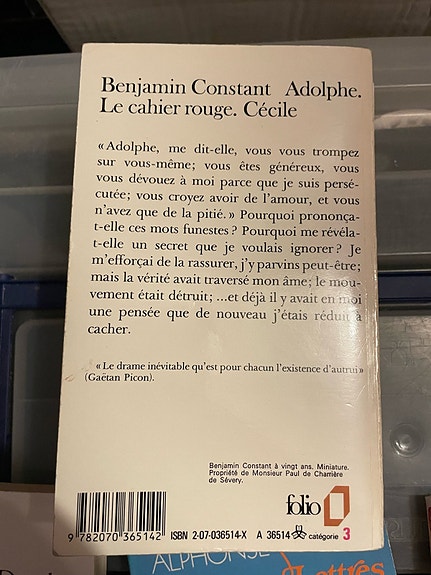 Benjamin Constant Adolphe.
Le cahier rouge. Cécile
« Adolphe, me dit-elle, vous vous trompez
sur vous-même; vous êtes généreux, vous
vous dévouez à moi parce que je suis persé-
cutée; vous croyez avoir de l'amour, et vous
n'avez que de la pitié. » Pourquoi prononça-
t-elle ces mots funestes? Pourquoi me révéla-
t-elle un secret que je voulais ignorer? Je
m'efforçai de la rassurer, j'y parvins peut-être;
mais la vérité avait traversé mon âme; le mou-
vement était détruit; ...et déjà il y avait en moi
une pensée que de nouveau j'étais réduit à
cacher.
« Le drame inévitable qu'est pour chacun l'existence d'autrui »
(Gaëtan Picon).
Benjamin Constant à vingt ans. Miniature.
Propriété de Monsieur Paul de Charrière
de Sévery.
folio
9 782070 365142 ISBN 2-07-036514-X A 36514 catégorie 3
ALPHONSE
Lettres